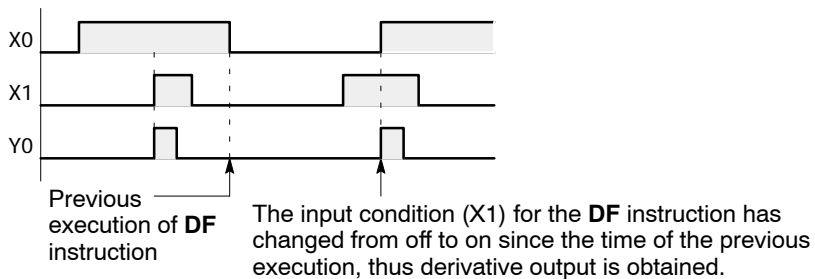 X0
X1
Y0
Previous
execution of DF
instruction
The input condition (X1) for the DF instruction has
changed from off to on since the time of the previous
execution, thus derivative output is obtained.